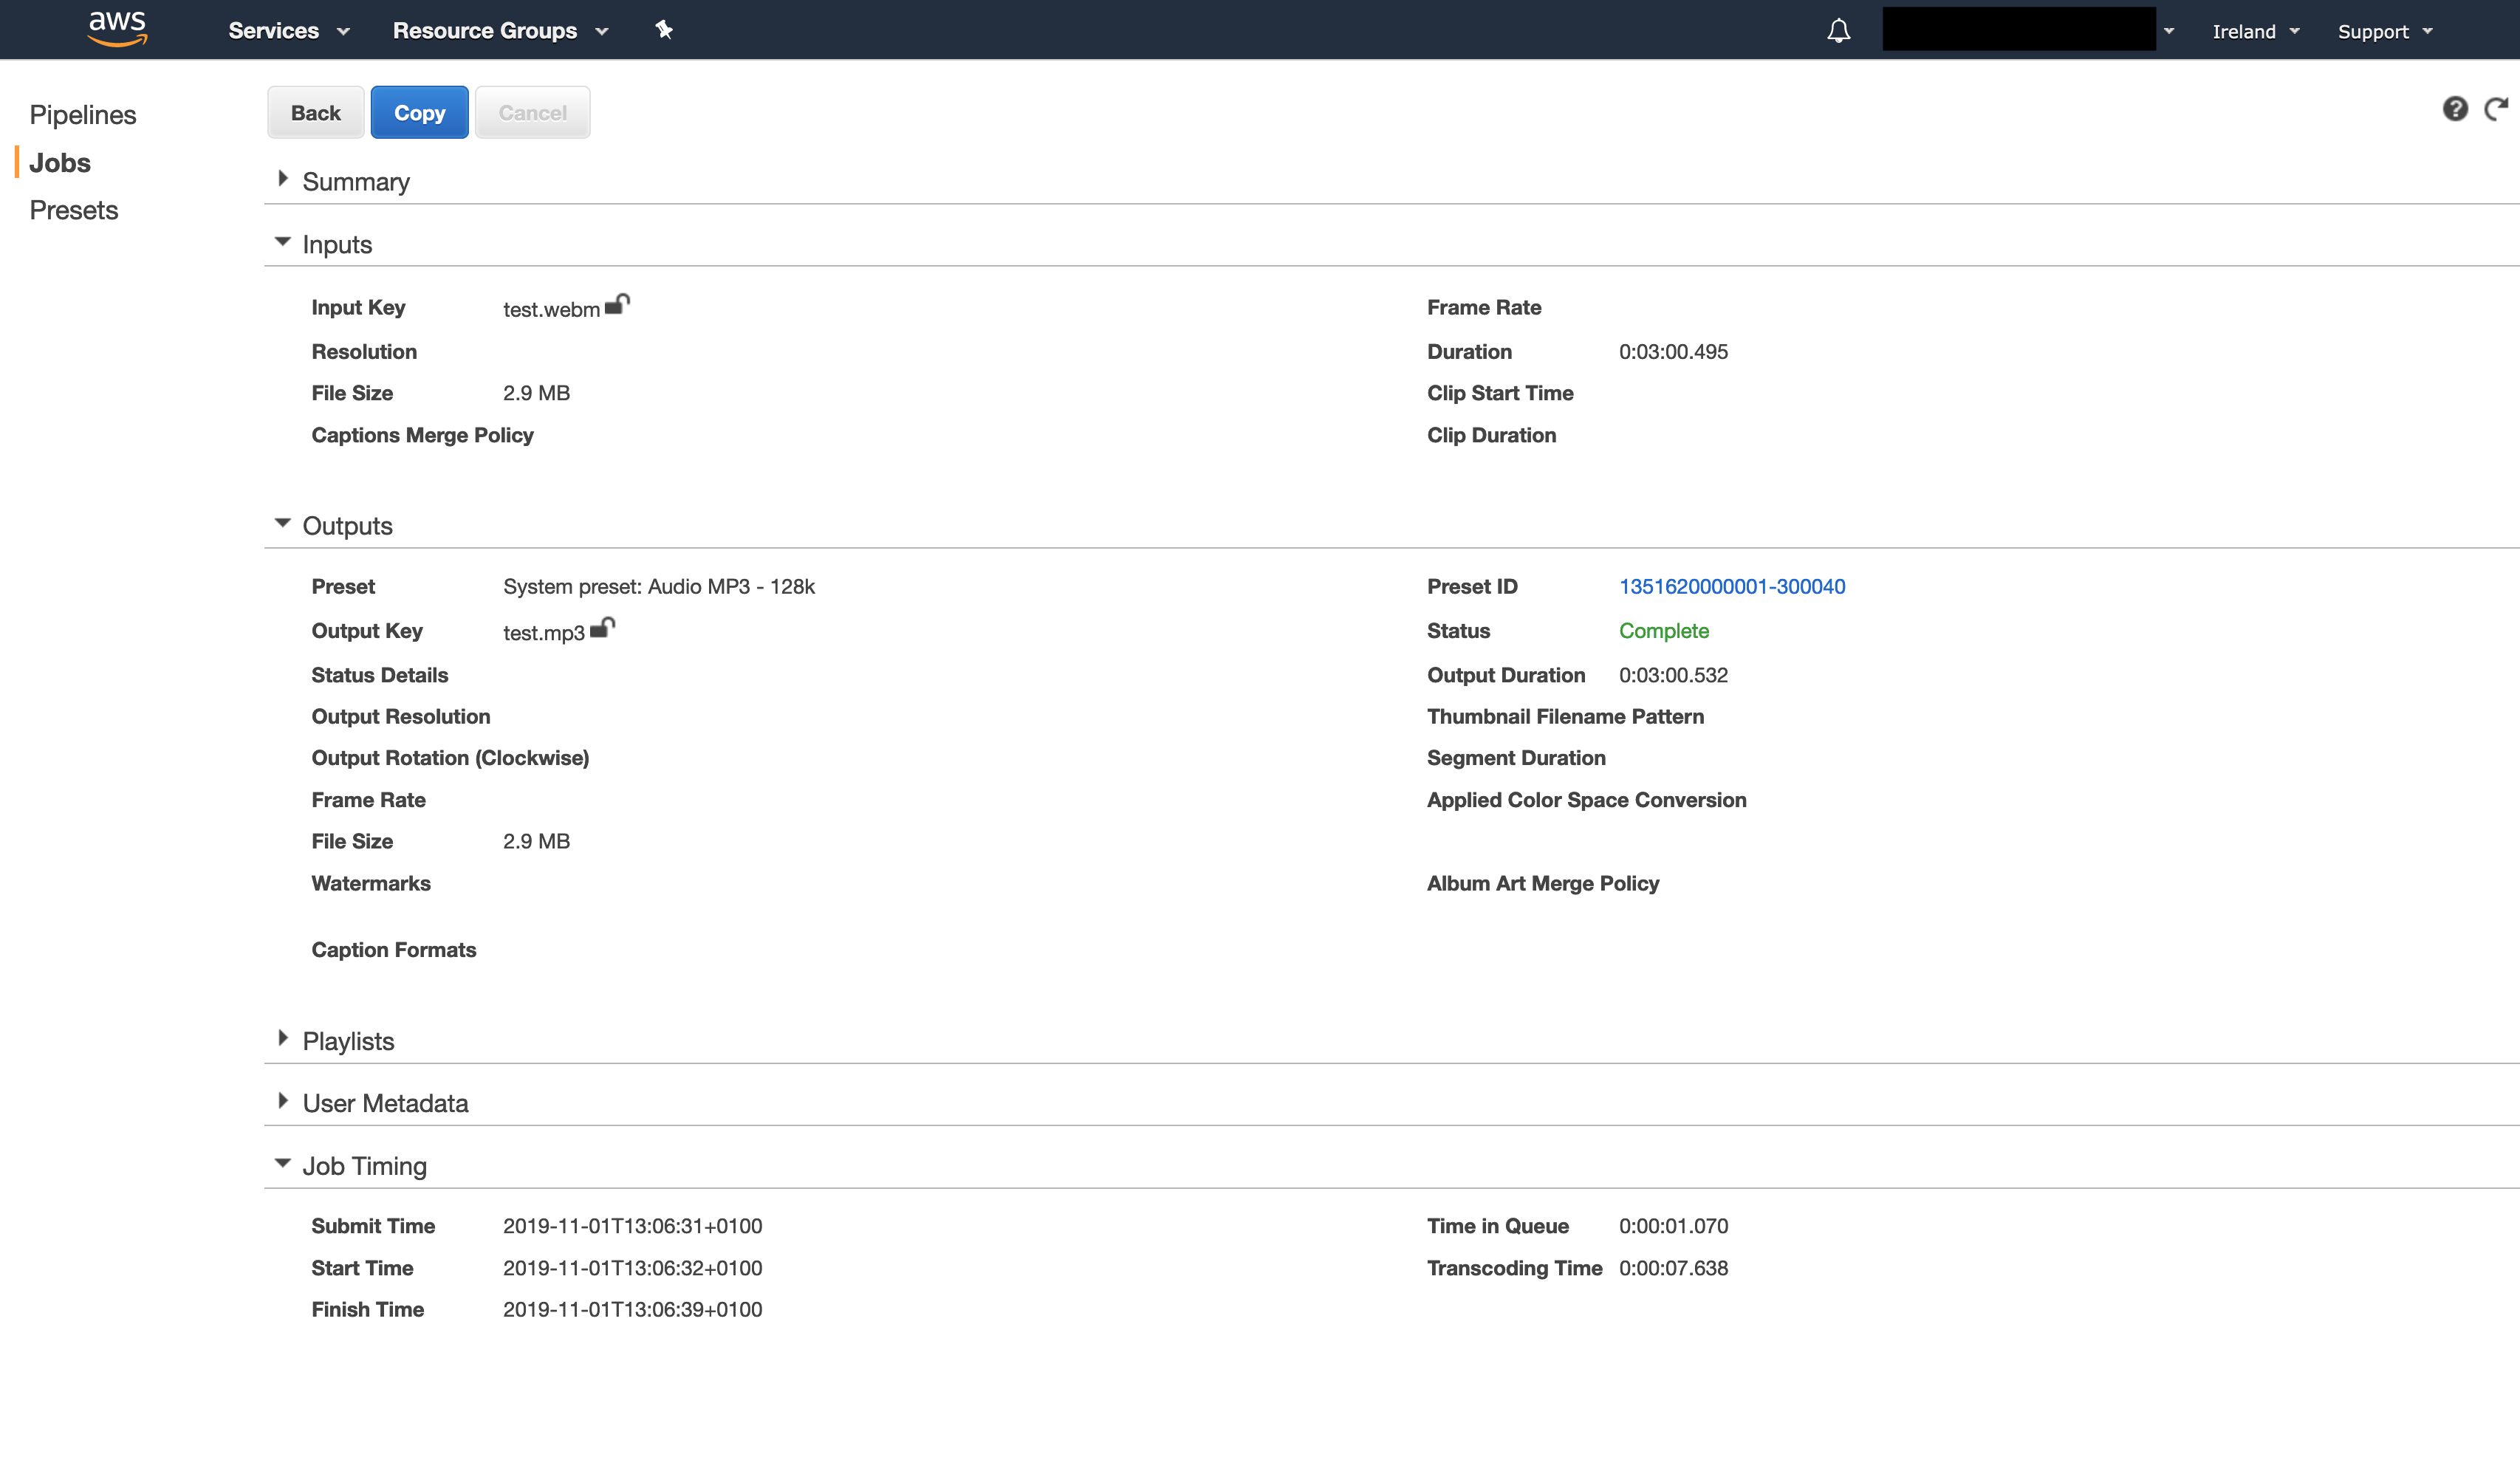 aws Services Resource Groups Ireland Support
Pipelines
Jobs
Presets
Back Copy Cancel
Summary
Inputs
Input Key test.webm Frame Rate
Resolution Duration 0:03:00.495
File Size 2.9 MB Clip Start Time
Captions Merge Policy Clip Duration
Outputs
Preset System preset: Audio MP3 - 128k Preset ID 1351620000001-300040
Output Key test.mp3 Status Complete
Status Details Output Duration 0:03:00.532
Output Resolution Thumbnail Filename Pattern
Output Rotation (Clockwise) Segment Duration
Frame Rate Applied Color Space Conversion
File Size 2.9 MB
Watermarks Album Art Merge Policy
Caption Formats
Playlists
User Metadata
Job Timing
Submit Time 2019-11-01T13:06:31+0100 Time in Queue 0:00:01.070
Start Time 2019-11-01T13:06:32+0100 Transcoding Time 0:00:07.638
Finish Time 2019-11-01T13:06:39+0100